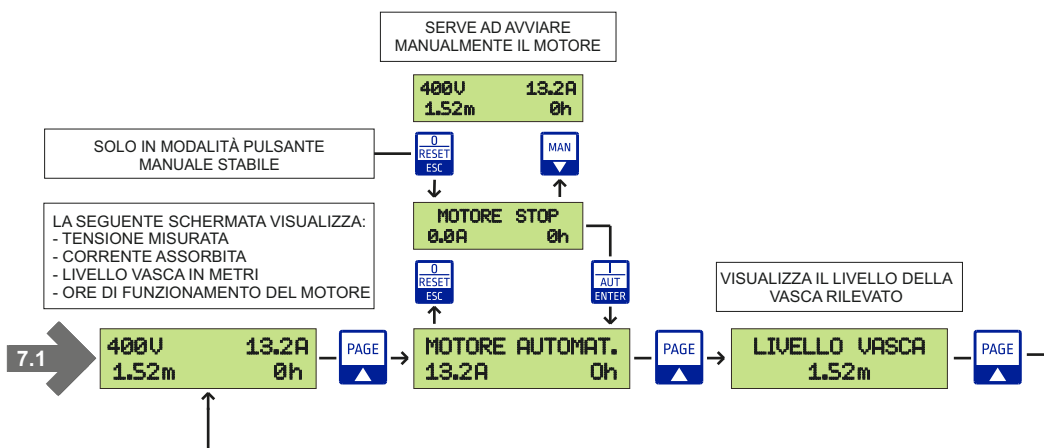 SERVE AD AVVIARE
MANUALMENTE IL MOTORE
400V 13.2A
1.52m 0h
SOLO IN MODALITÀ PULSANTE
MANUALE STABILE
0
RESET
ESC
MAN
LA SEGUENTE SCHERMATA VISUALIZZA:
- TENSIONE MISURATA
- CORRENTE ASSORBITA
- LIVELLO VASCA IN METRI
- ORE DI FUNZIONAMENTO DEL MOTORE
MOTORE STOP
0.0A 0h
0
RESET
ESC
I
AUT
ENTER
VISUALIZZA IL LIVELLO DELLA
VASCA RILEVATO
7.1
400V 13.2A
1.52m 0h
PAGE
MOTORE AUTOMAT.
13.2A 0h
PAGE
LIVELLO VASCA
1.52m
PAGE